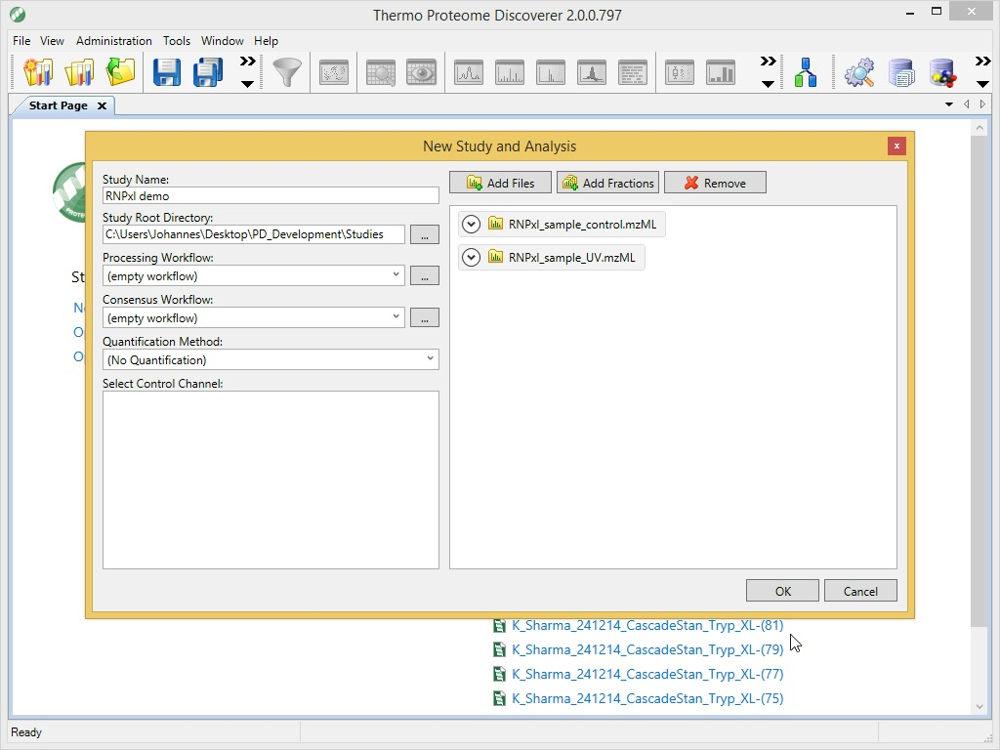 Thermo Proteome Discoverer 2.0.0.797
File View Administration Tools Window Help
Start Page
New Study and Analysis
Study Name:
RNPxl demo
Study Root Directory:
C:\Users\Johannes\Desktop\PD_Development\Studies
...
Processing Workflow:
(empty workflow)
...
Consensus Workflow:
(empty workflow)
...
Quantification Method:
(No Quantification)
Select Control Channel:
Add Files
Add Fractions
Remove
RNPxl_sample_control.mzML
RNPxl_sample_UV.mzML
OK
Cancel
K_Sharma_241214_CascadeStan_Tryp_XL-(81)
K_Sharma_241214_CascadeStan_Tryp_XL-(79)
K_Sharma_241214_CascadeStan_Tryp_XL-(77)
K_Sharma_241214_CascadeStan_Tryp_XL-(75)
Ready